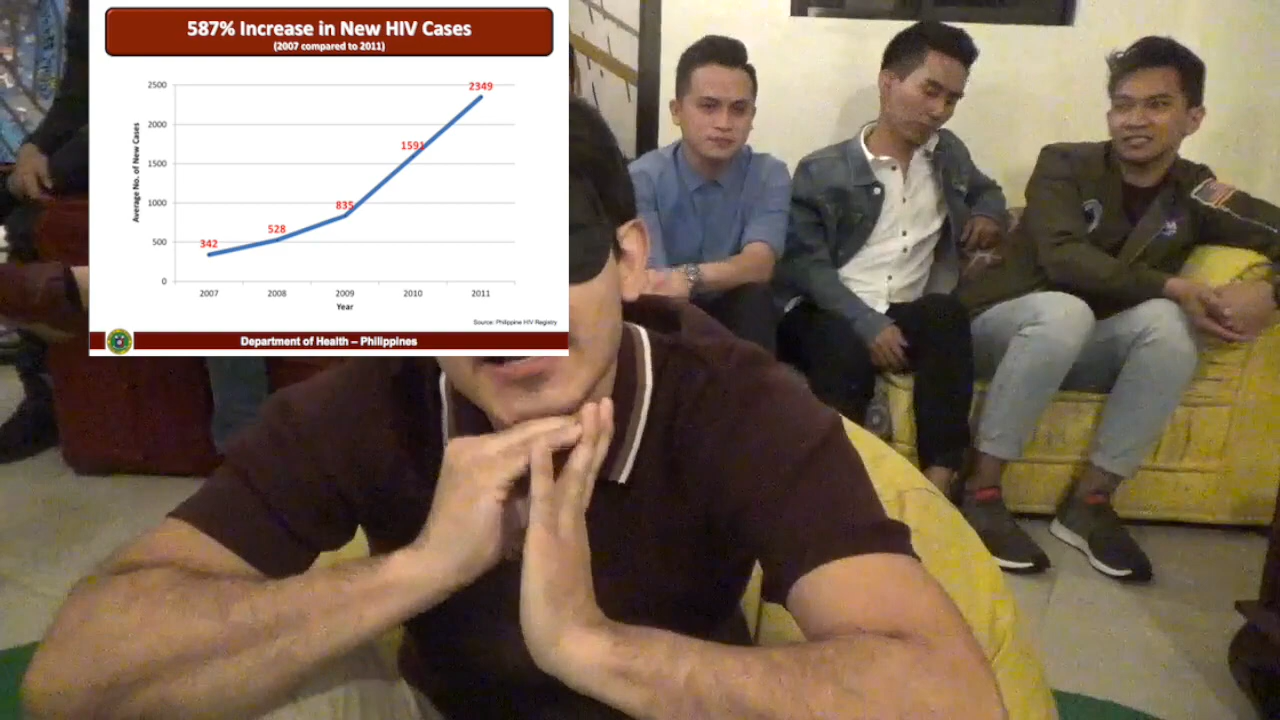 587% Increase in New HIV Cases
(2007 compared to 2011)
2500
2000
1500
1000
500
0
Average No. of New Cases
342
528
835
1591
2349
2007 2008 2009 2010 2011
Year
Source: Philippine HIV Registry
Department of Health – Philippines